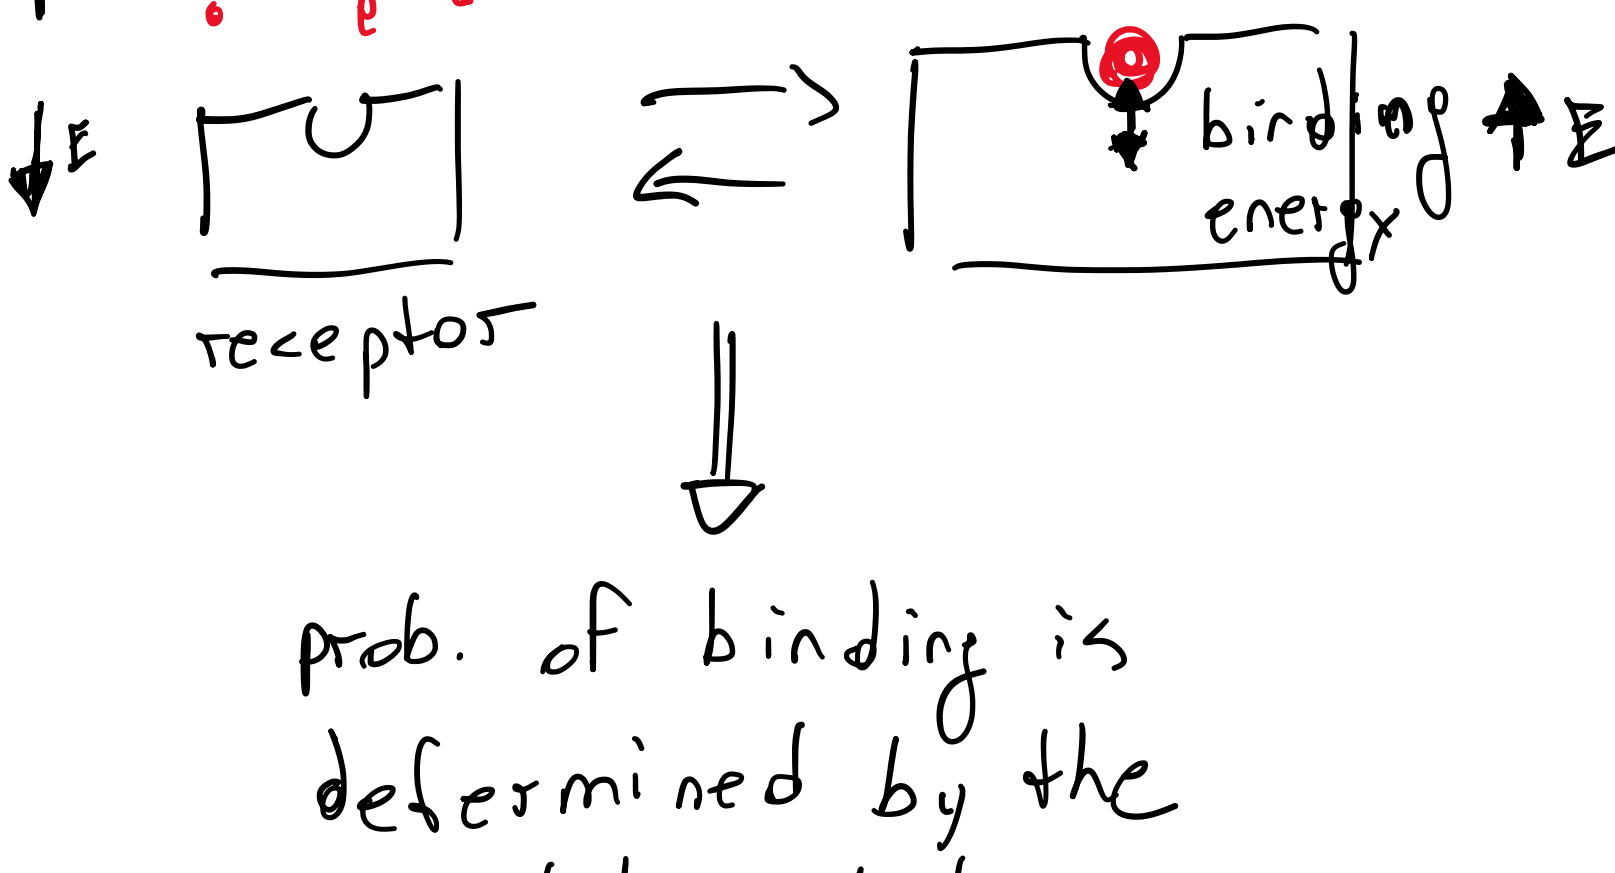 E
binding
E
energy
receptor
prob. of binding is
determined by the